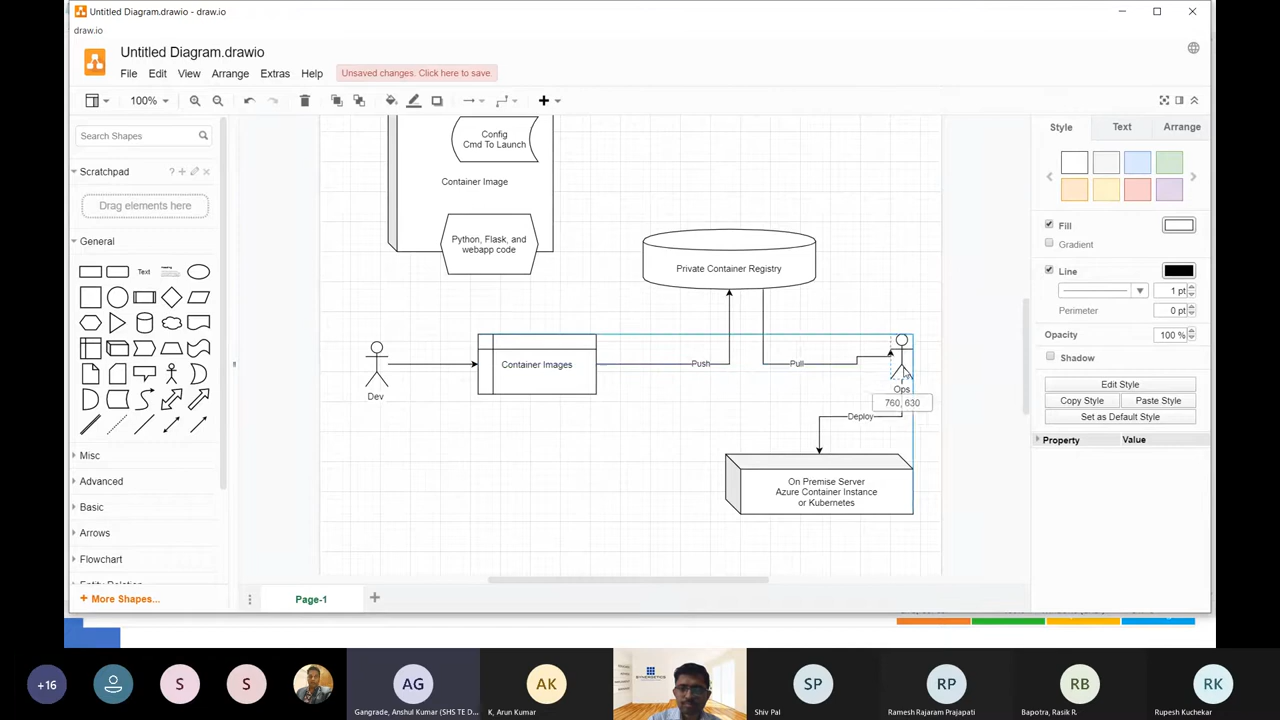 Untitled Diagram.drawio - draw.io
draw.io
Untitled Diagram.drawio
File Edit View Arrange Extras Help
Unsaved changes. Click here to save.
100%
Search Shapes
Scratchpad
Drag elements here
General
Text
Misc
Advanced
Basic
Arrows
Flowchart
More Shapes...
Config
Cmd To Launch
Container Image
Python, Flask, and
webapp code
Private Container Registry
Dev
Container Images
Push
Pull
Ops
760, 630
Deploy
On Premise Server
Azure Container Instance
or Kubernetes
Page-1
Style Text Arrange
Fill
Gradient
Line
1 pt
Perimeter
0 pt
Opacity
100 %
Shadow
Edit Style
Copy Style
Paste Style
Set as Default Style
Property Value
+16
S
S
AG
Gangrade, Anshul Kumar (SHS TE D...
AK
K, Arun Kumar
SYNERGETICS
SP
Shiv Pal
RP
Ramesh Rajaram Prajapati
RB
Bapotra, Rasik R.
RK
Rupesh Kuchekar